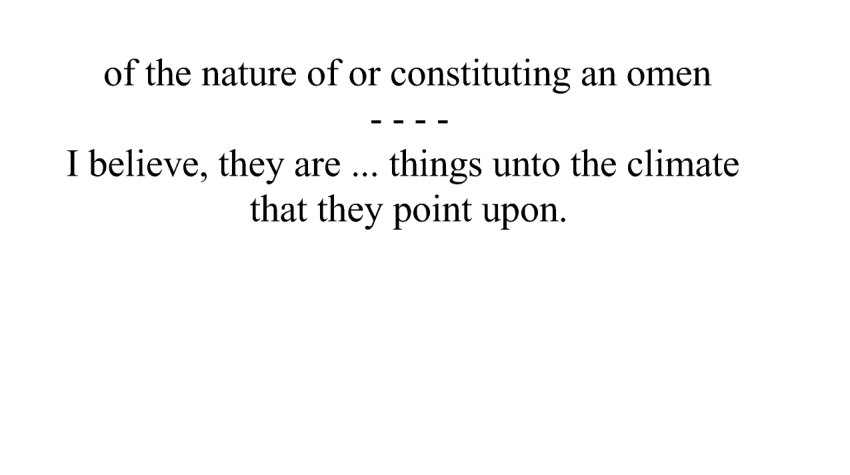 of the nature of or constituting an omen
- - - -
I believe, they are ... things unto the climate
that they point upon.